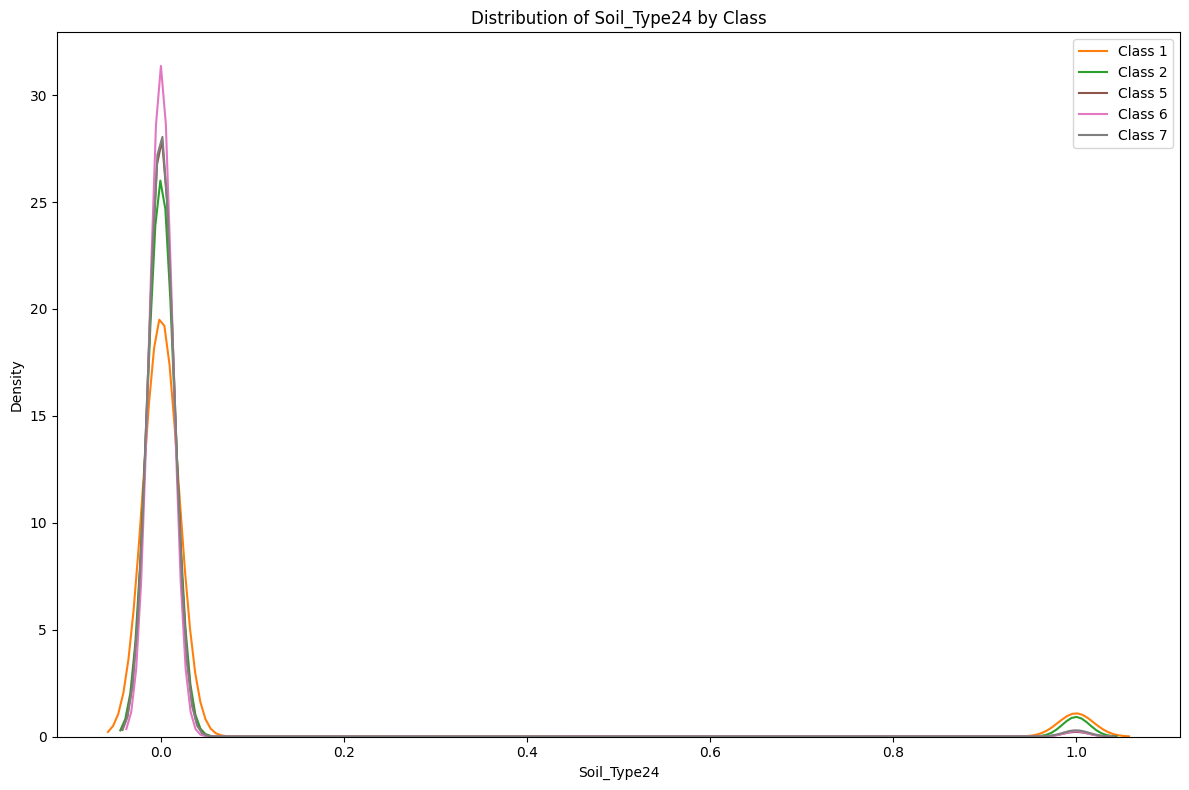 Distribution of Soil_Type24 by Class
Class 1
Class 2
Class 5
Class 6
Class 7
Density
30
25
20
15
10
5
0
0.0 0.2 0.4 0.6 0.8 1.0
Soil_Type24